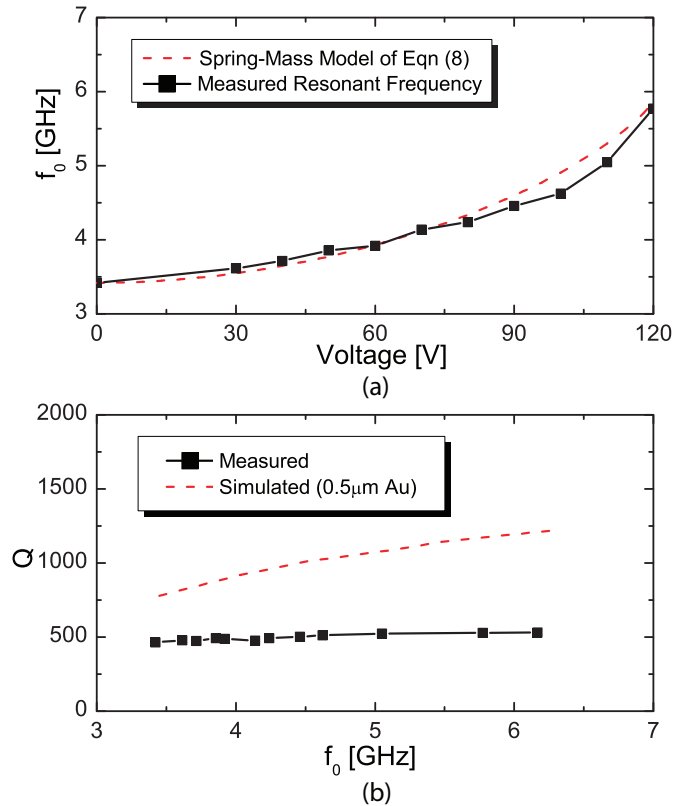 7
6
5
4
3
f0 [GHz]
Spring-Mass Model of Eqn (8)
Measured Resonant Frequency
0 30 60 90 120
Voltage [V]
(a)
2000
1500
1000
500
0
Q
Measured
Simulated (0.5μm Au)
3 4 5 6 7
f0 [GHz]
(b)